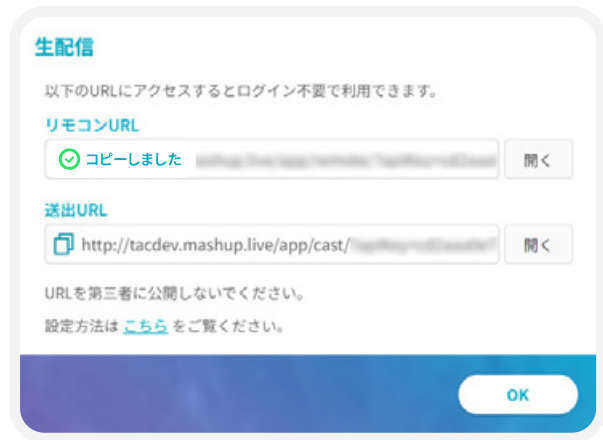 生配信
以下のURLにアクセスするとログイン不要で利用できます。
リモコンURL
コピーしました
開く
送出URL
http://tacdev.mashup.live/app/cast/
開く
URLを第三者に公開しないでください。
設定方法は こちら をご覧ください。
OK